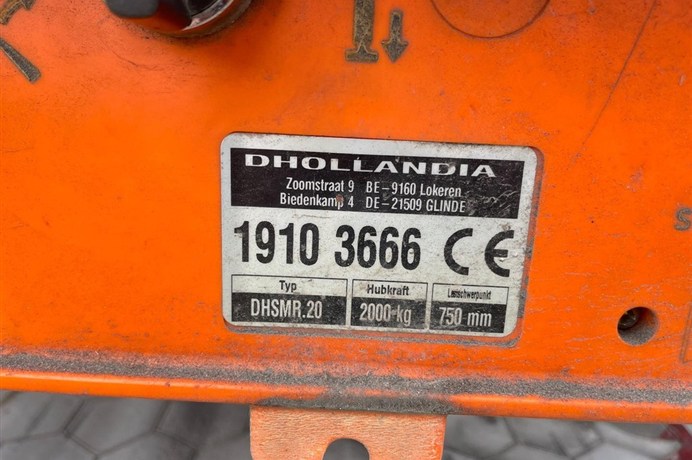 DHOLLANDIA
Zoomstraat 9 BE-9160 Lokeren
Biedenkamp 4 DE-21509 GLINDE
1910 3666 CE
Typ Hubkraft Lastschwerpunkt
DHSMR.20 2000 kg 750 mm
S